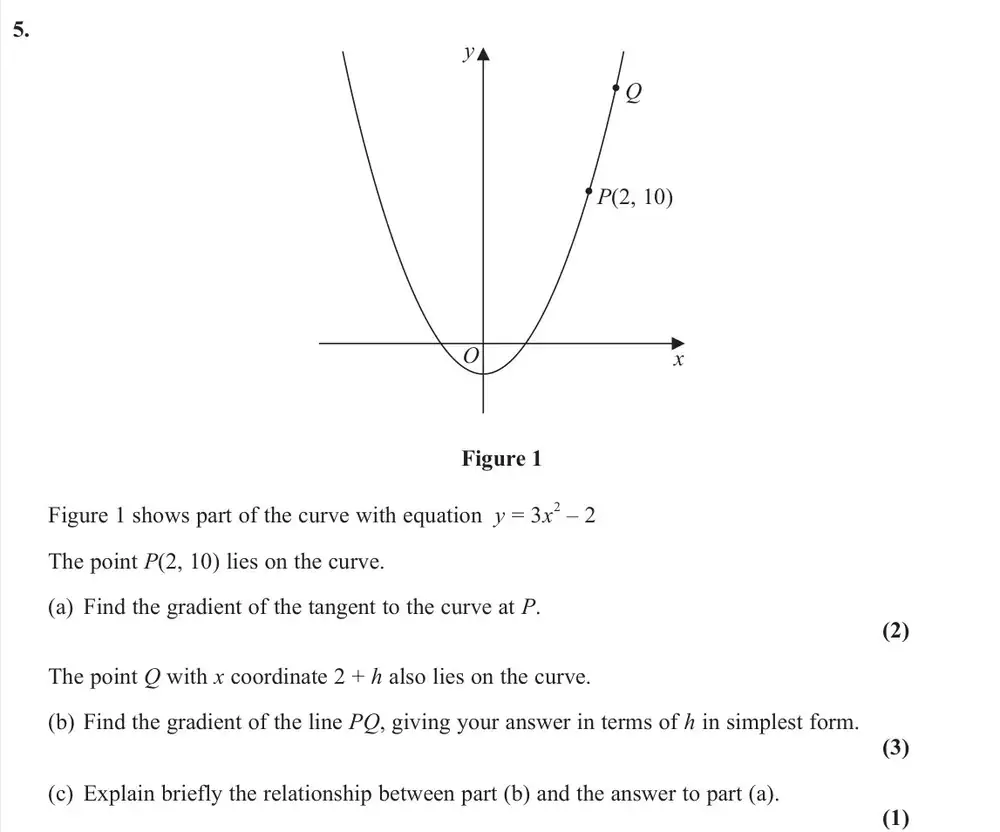 5.
y
Q
P(2, 10)
O
x
Figure 1
Figure 1 shows part of the curve with equation y = 3x² – 2
The point P(2, 10) lies on the curve.
(a) Find the gradient of the tangent to the curve at P.
(2)
The point Q with x coordinate 2 + h also lies on the curve.
(b) Find the gradient of the line PQ, giving your answer in terms of h in simplest form.
(3)
(c) Explain briefly the relationship between part (b) and the answer to part (a).
(1)